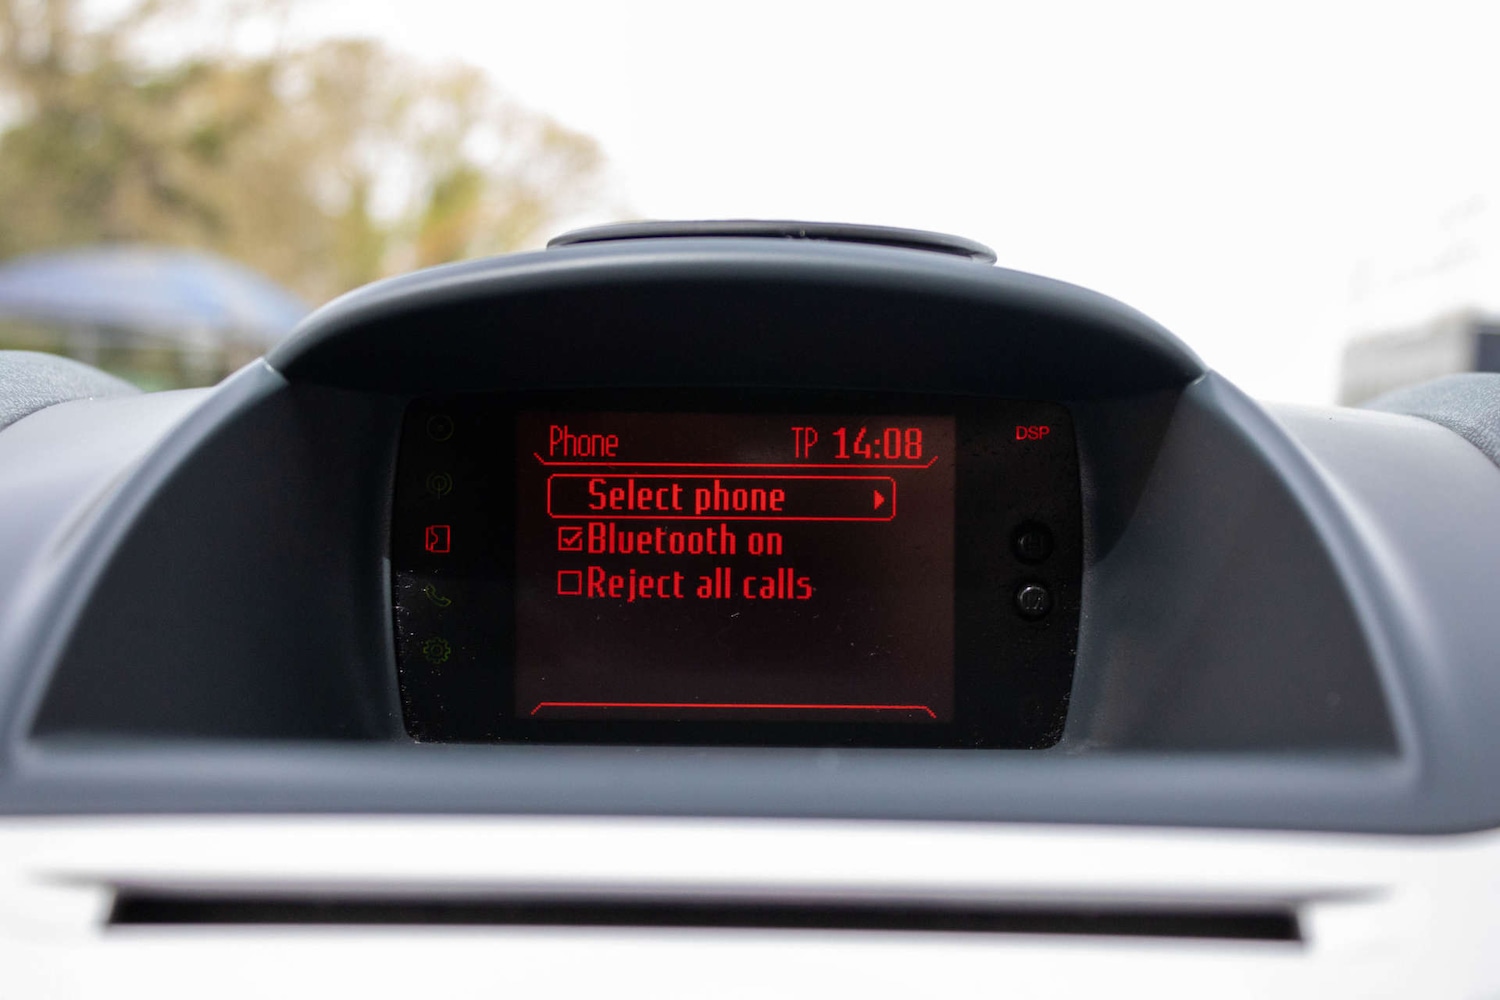 Phone TP 14:08
DSP
Select phone
Bluetooth on
Reject all calls